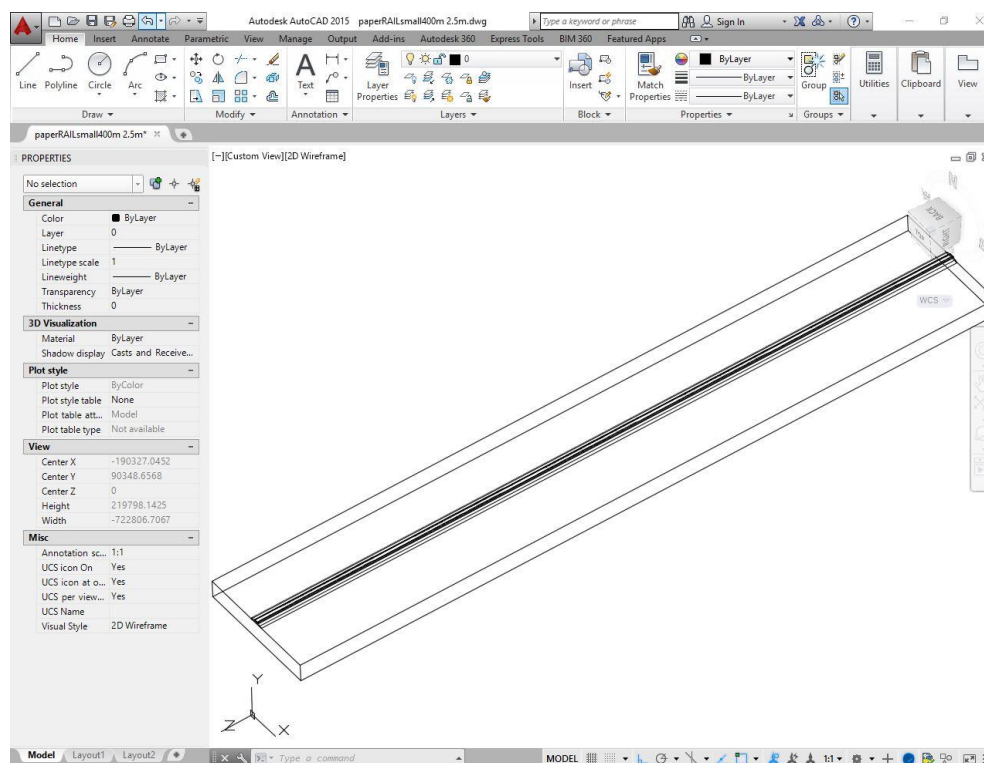 Autodesk AutoCAD 2015 paperRAILsmall400m 2.5m.dwg
Type a keyword or phrase
Sign In
Home Insert Annotate Parametric View Manage Output Add-ins Autodesk 360 Express Tools BIM 360 Featured Apps
Line Polyline Circle Arc
Text
Layer Properties
0
Insert
Match Properties
ByLayer
ByLayer
ByLayer
Group
Utilities
Clipboard
View
Draw Modify Annotation Layers Block Properties Groups
paperRAILsmall400m 2.5m*
PROPERTIES
[−][Custom View][2D Wireframe]
No selection
General
Color ByLayer
Layer 0
Linetype ByLayer
Linetype scale 1
Lineweight ByLayer
Transparency ByLayer
Thickness 0
3D Visualization
Material ByLayer
Shadow display Casts and Receive...
Plot style
Plot style ByColor
Plot style table None
Plot table att... Model
Plot table type Not available
View
Center X -190327.0452
Center Y 90348.6568
Center Z 0
Height 219798.1425
Width -722806.7067
Misc
Annotation sc... 1:1
UCS icon On Yes
UCS icon at o... Yes
UCS per view... Yes
UCS Name
Visual Style 2D Wireframe
BACK
WCS
Y
Z
X
Model Layout1 Layout2
Type a command
MODEL
1:1